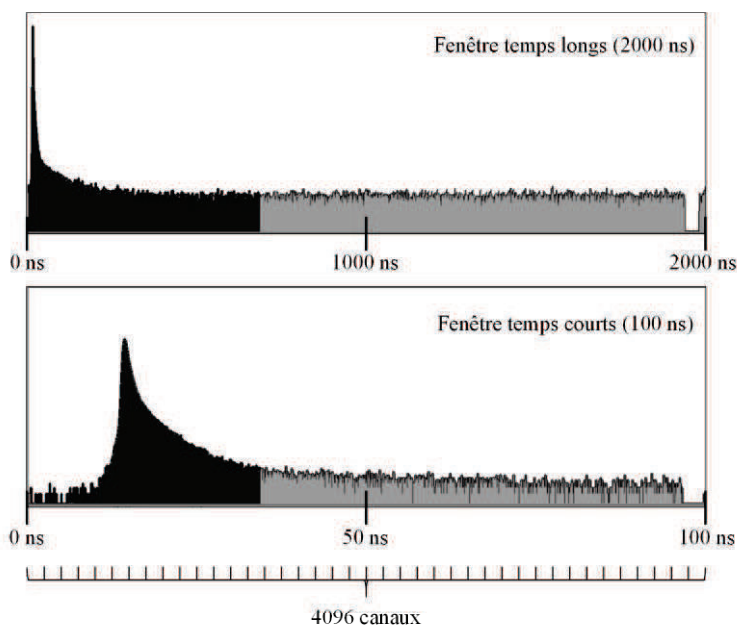 Fenêtre temps longs (2000 ns)
0 ns 1000 ns 2000 ns
Fenêtre temps courts (100 ns)
0 ns 50 ns 100 ns
4096 canaux